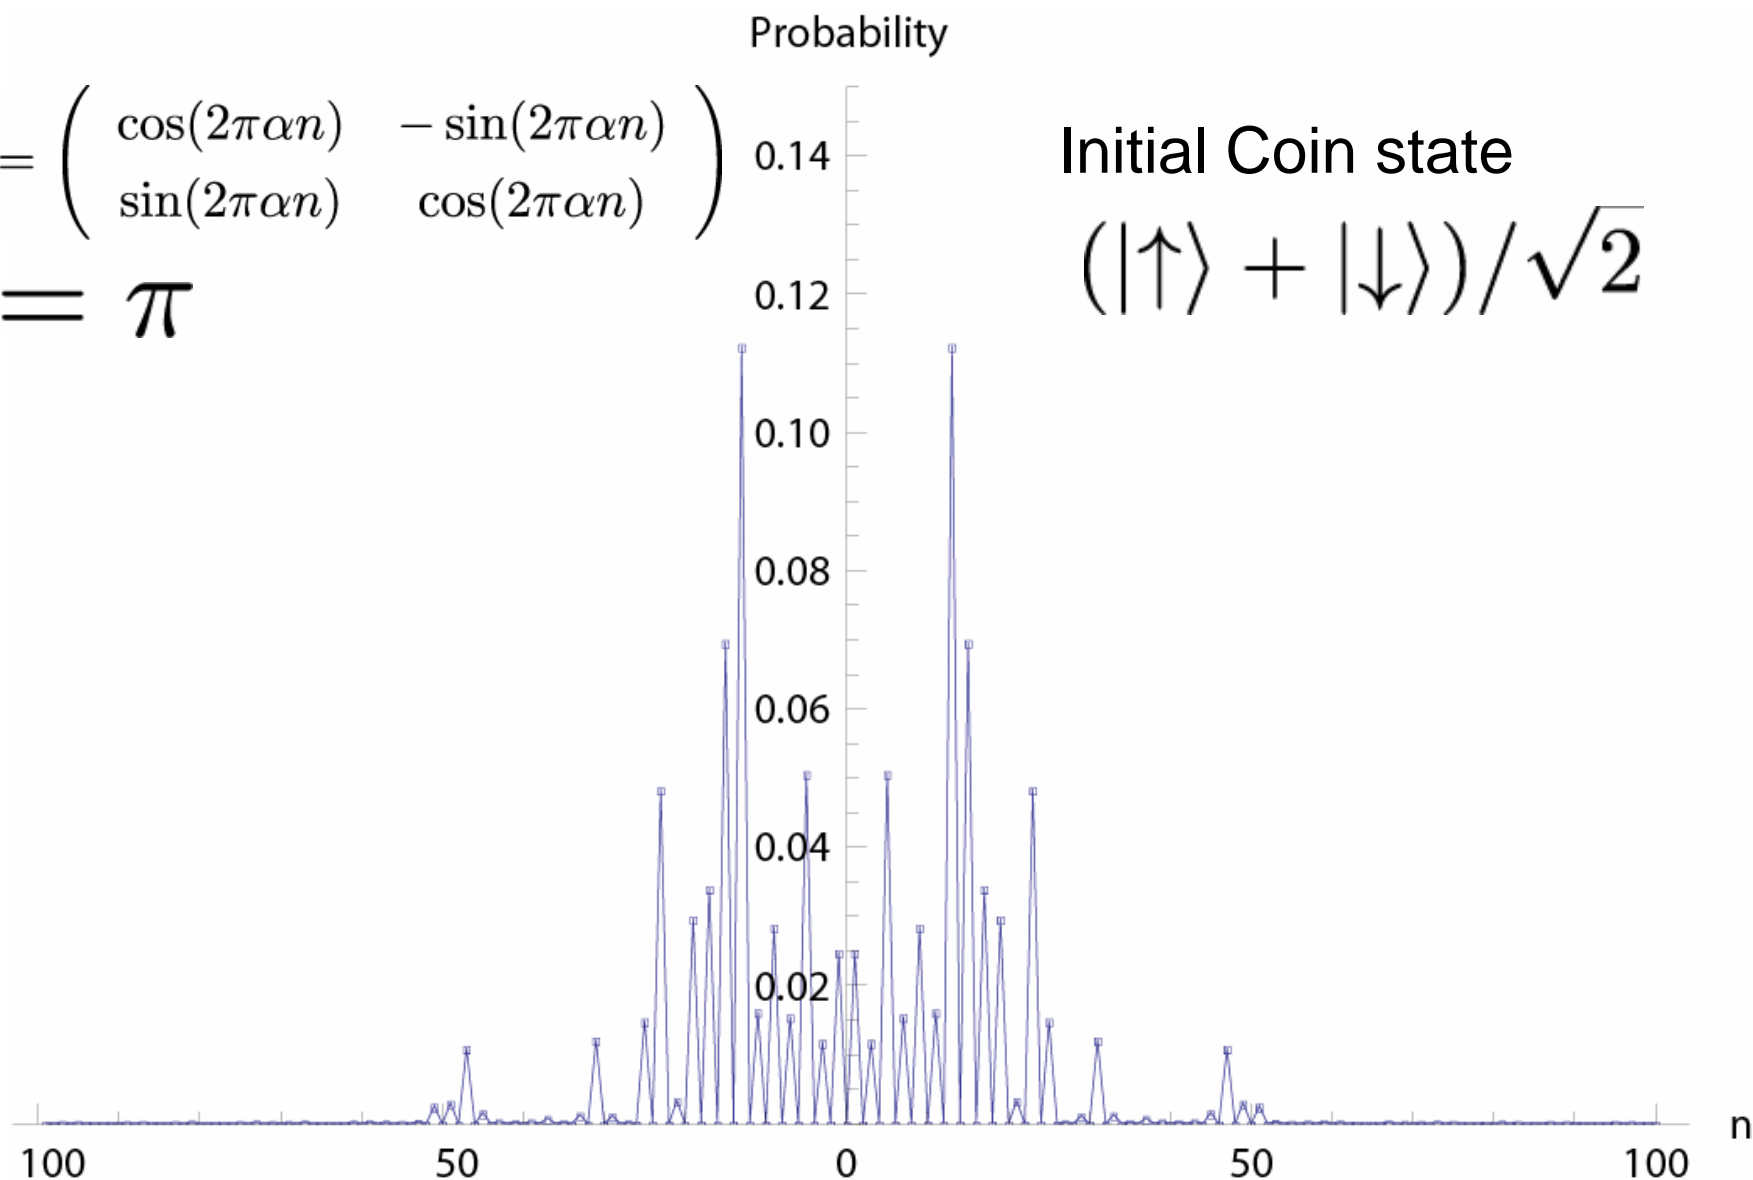 Probability
= ( cos(2παn) − sin(2παn)
sin(2παn) cos(2παn) )
= π
Initial Coin state
(|↑⟩ + |↓⟩)/√2
0.14
0.12
0.10
0.08
0.06
0.04
0.02
n
100 50 0 50 100